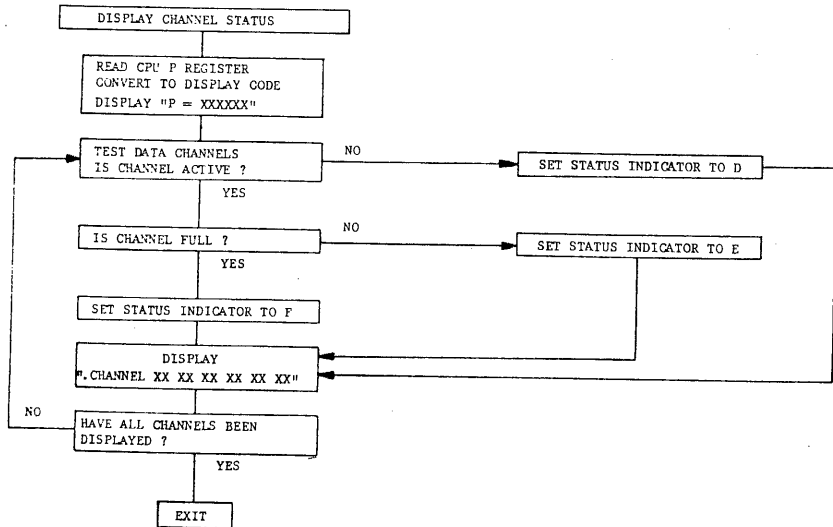 DISPLAY CHANNEL STATUS
READ CPU P REGISTER
CONVERT TO DISPLAY CODE
DISPLAY "P = XXXXXX"
TEST DATA CHANNELS
IS CHANNEL ACTIVE ?
NO
SET STATUS INDICATOR TO D
YES
IS CHANNEL FULL ?
NO
SET STATUS INDICATOR TO E
YES
SET STATUS INDICATOR TO F
DISPLAY
".CHANNEL XX XX XX XX XX XX"
NO
HAVE ALL CHANNELS BEEN
DISPLAYED ?
YES
EXIT